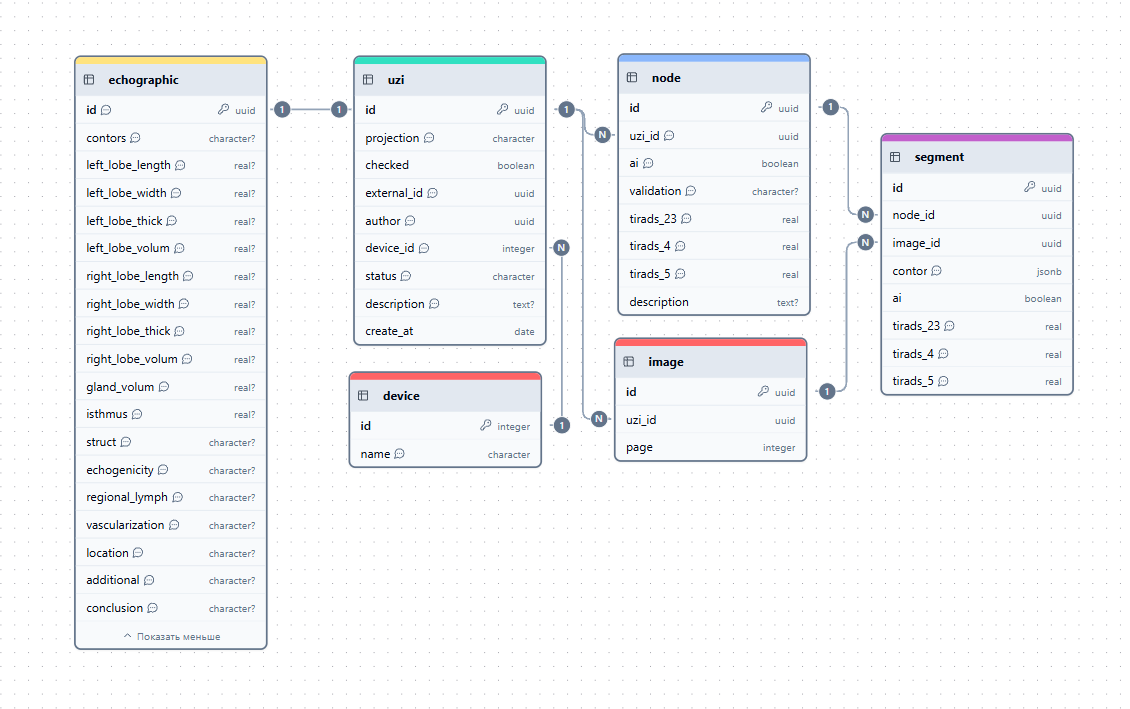 echographic
id uuid
contors character?
left_lobe_length real?
left_lobe_width real?
left_lobe_thick real?
left_lobe_volum real?
right_lobe_length real?
right_lobe_width real?
right_lobe_thick real?
right_lobe_volum real?
gland_volum real?
isthmus real?
struct character?
echogenicity character?
regional_lymph character?
vascularization character?
location character?
additional character?
conclusion character?
Показать меньше
1
1
uzi
id uuid
projection character
checked boolean
external_id uuid
author uuid
device_id integer
status character
description text?
create_at date
1
N
N
N
1
device
id integer
name character
node
id uuid
uzi_id uuid
ai boolean
validation character?
tirads_23 real
tirads_4 real
tirads_5 real
description text?
image
id uuid
uzi_id uuid
page integer
1
N
N
1
segment
id uuid
node_id uuid
image_id uuid
contor jsonb
ai boolean
tirads_23 real
tirads_4 real
tirads_5 real